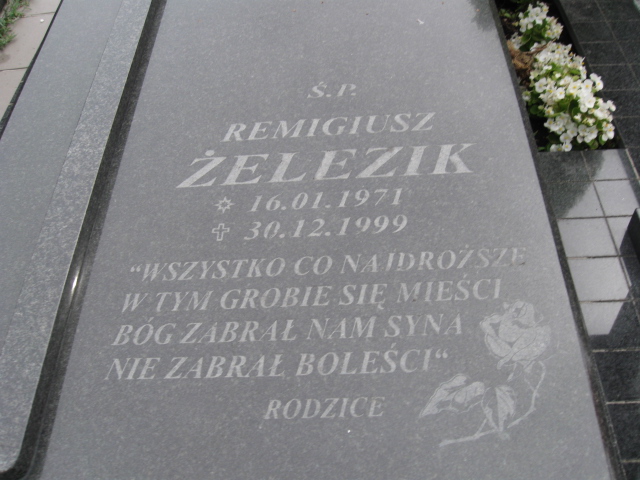 Ś.P.
REMIGIUSZ
ŻELEZIK
16.01.1971
30.12.1999
"WSZYSTKO CO NAJDROŻSZE
W TYM GROBIE SIĘ MIEŚCI
BÓG ZABRAŁ NAM SYNA
NIE ZABRAŁ BOLEŚCI"
RODZICE